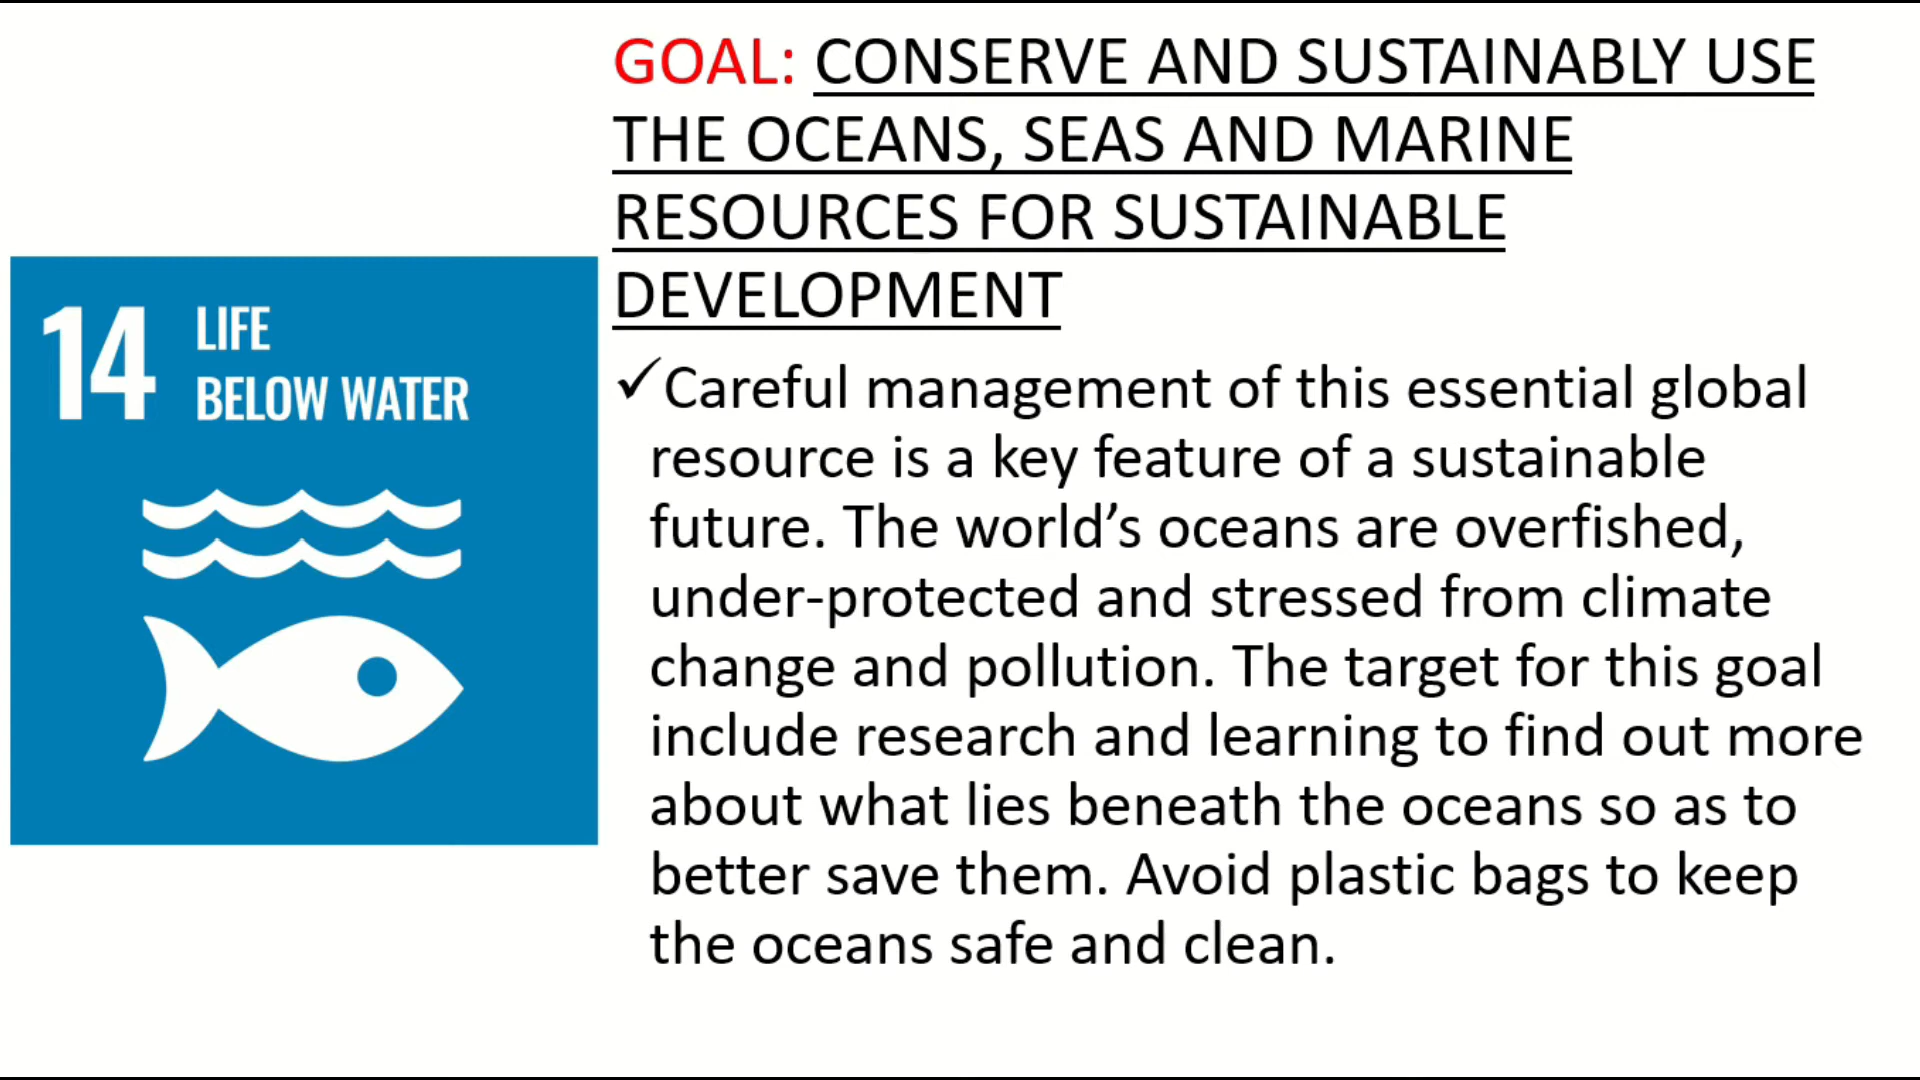 GOAL: CONSERVE AND SUSTAINABLY USE
THE OCEANS, SEAS AND MARINE
RESOURCES FOR SUSTAINABLE
DEVELOPMENT
14 LIFE
BELOW WATER
✓Careful management of this essential global
resource is a key feature of a sustainable
future. The world’s oceans are overfished,
under-protected and stressed from climate
change and pollution. The target for this goal
include research and learning to find out more
about what lies beneath the oceans so as to
better save them. Avoid plastic bags to keep
the oceans safe and clean.